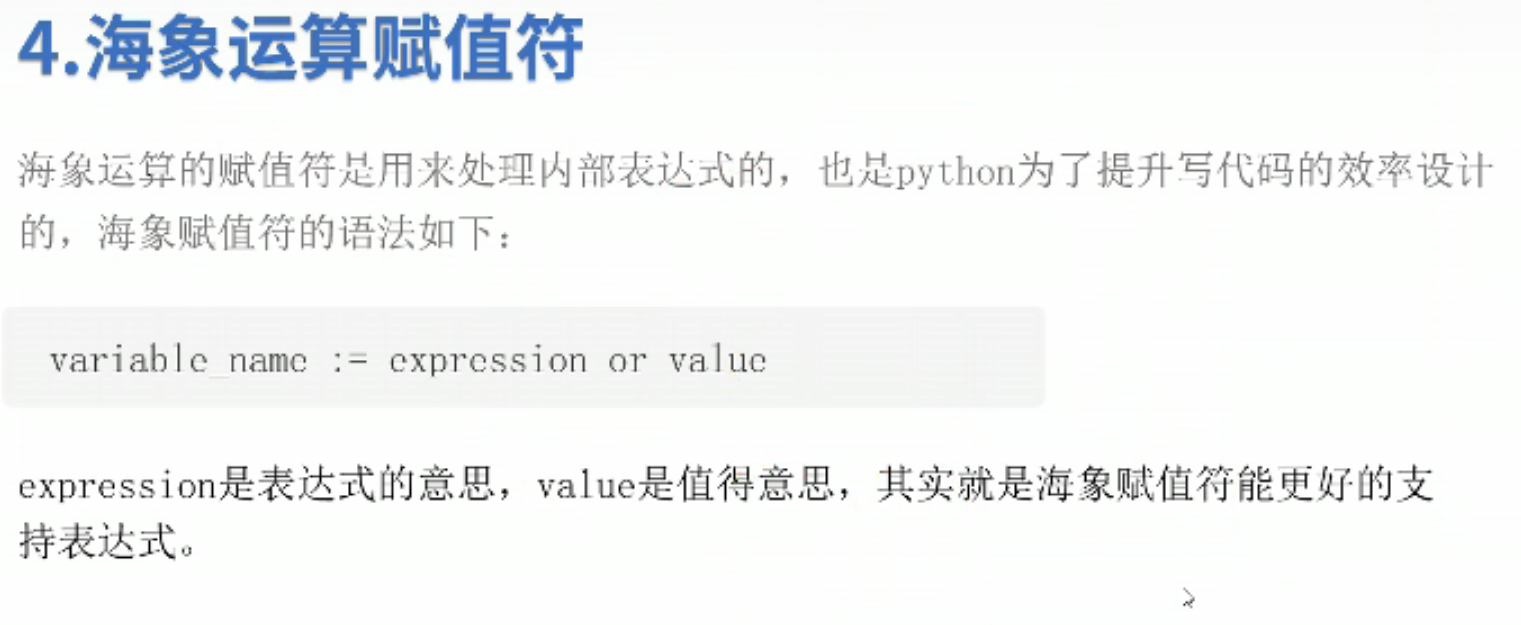 4.海象运算赋值符
海象运算的赋值符是用来处理内部表达式的，也是python为了提升写代码的效率设计
的，海象赋值符的语法如下：
variable_name := expression or value
expression是表达式的意思，value是值得意思，其实就是海象赋值符能更好的支
持表达式。